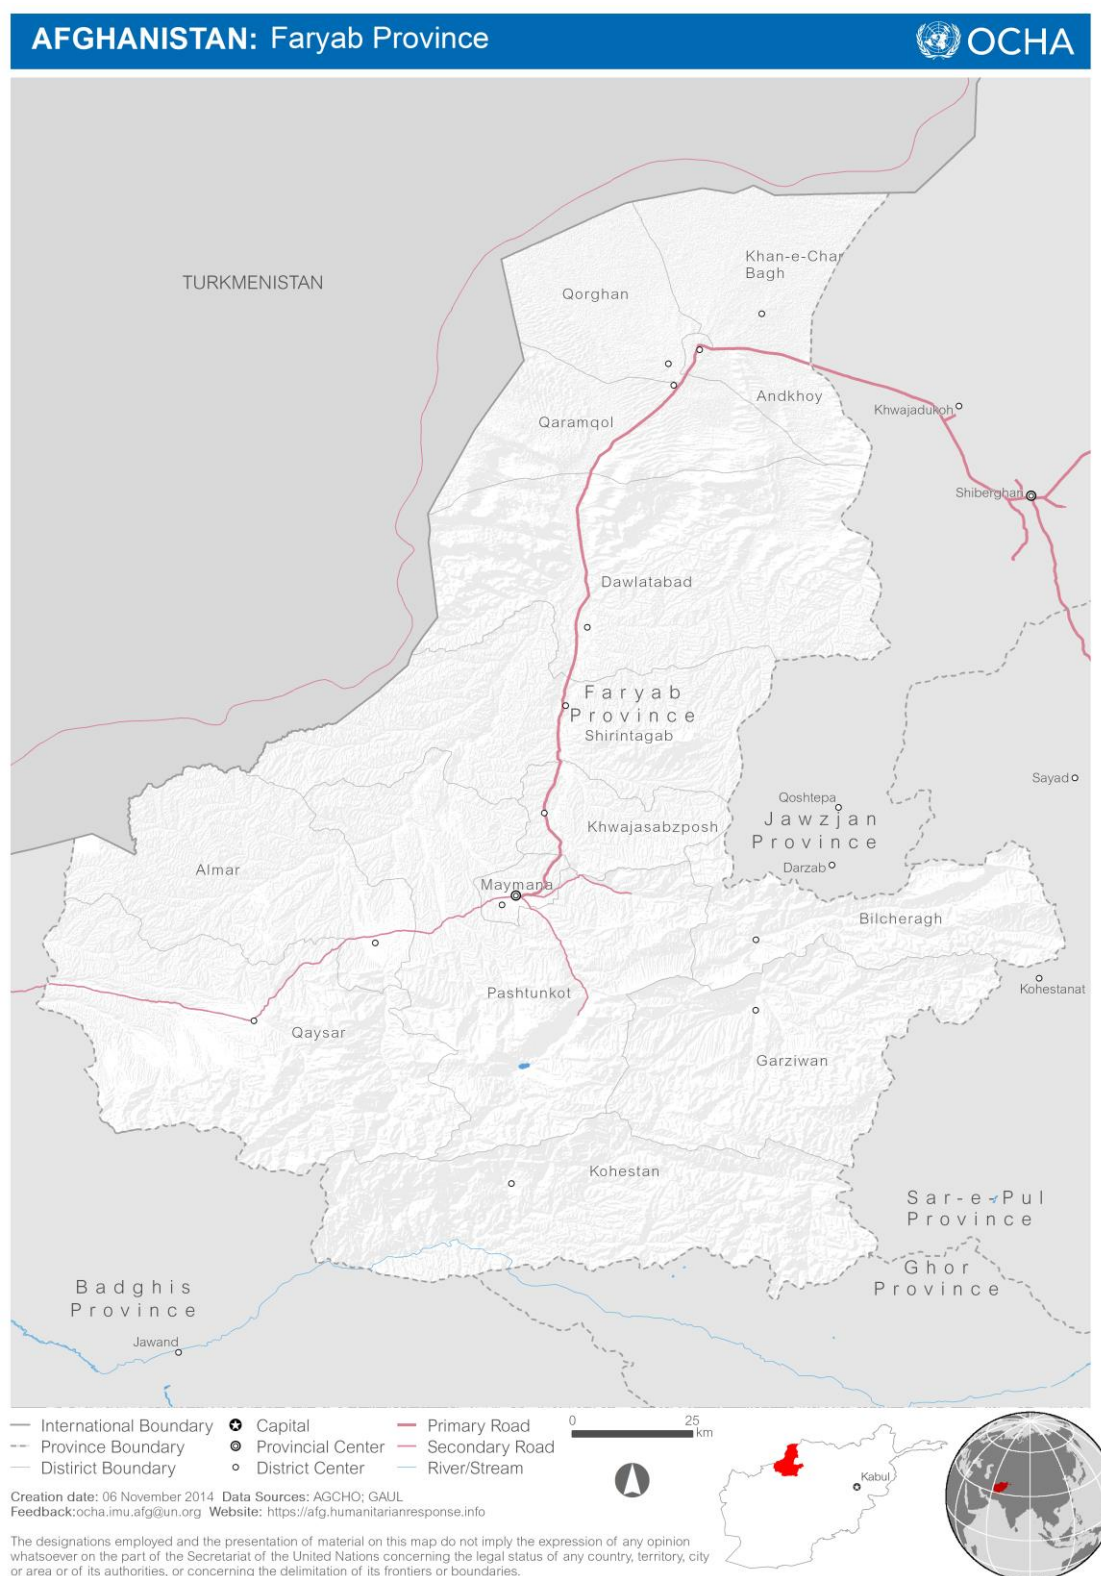 AFGHANISTAN: Faryab Province
OCHA
TURKMENISTAN
Khan-e-Char
Bagh
Qorghan
Andkhoy
Khwajadukoh
Qaramqol
Shiberghan
Dawlatabad
Faryab
Province
Shirintagab
Sayad
Qoshtepa
Jawzjan
Province
Khwajasabzposh
Darzab
Almar
Maymana
Bilcheragh
Kohestanat
Pashtunkot
Qaysar
Garziwan
Kohestan
Sar-e-Pul
Province
Ghor
Province
Badghis
Province
Jawand
International Boundary
Province Boundary
District Boundary
Capital
Provincial Center
District Center
Primary Road
Secondary Road
River/Stream
0 25
km
Kabul
Creation date: 06 November 2014 Data Sources: AGCHO; GAUL
Feedback:ocha.imu.afg@un.org Website: https://afg.humanitarianresponse.info
The designations employed and the presentation of material on this map do not imply the expression of any opinion
whatsoever on the part of the Secretariat of the United Nations concerning the legal status of any country, territory, city
or area or of its authorities, or concerning the delimitation of its frontiers or boundaries.